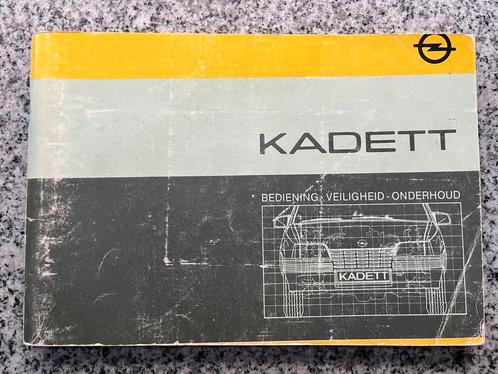 KADETT
BEDIENING - VEILIGHEID - ONDERHOUD
KADETT